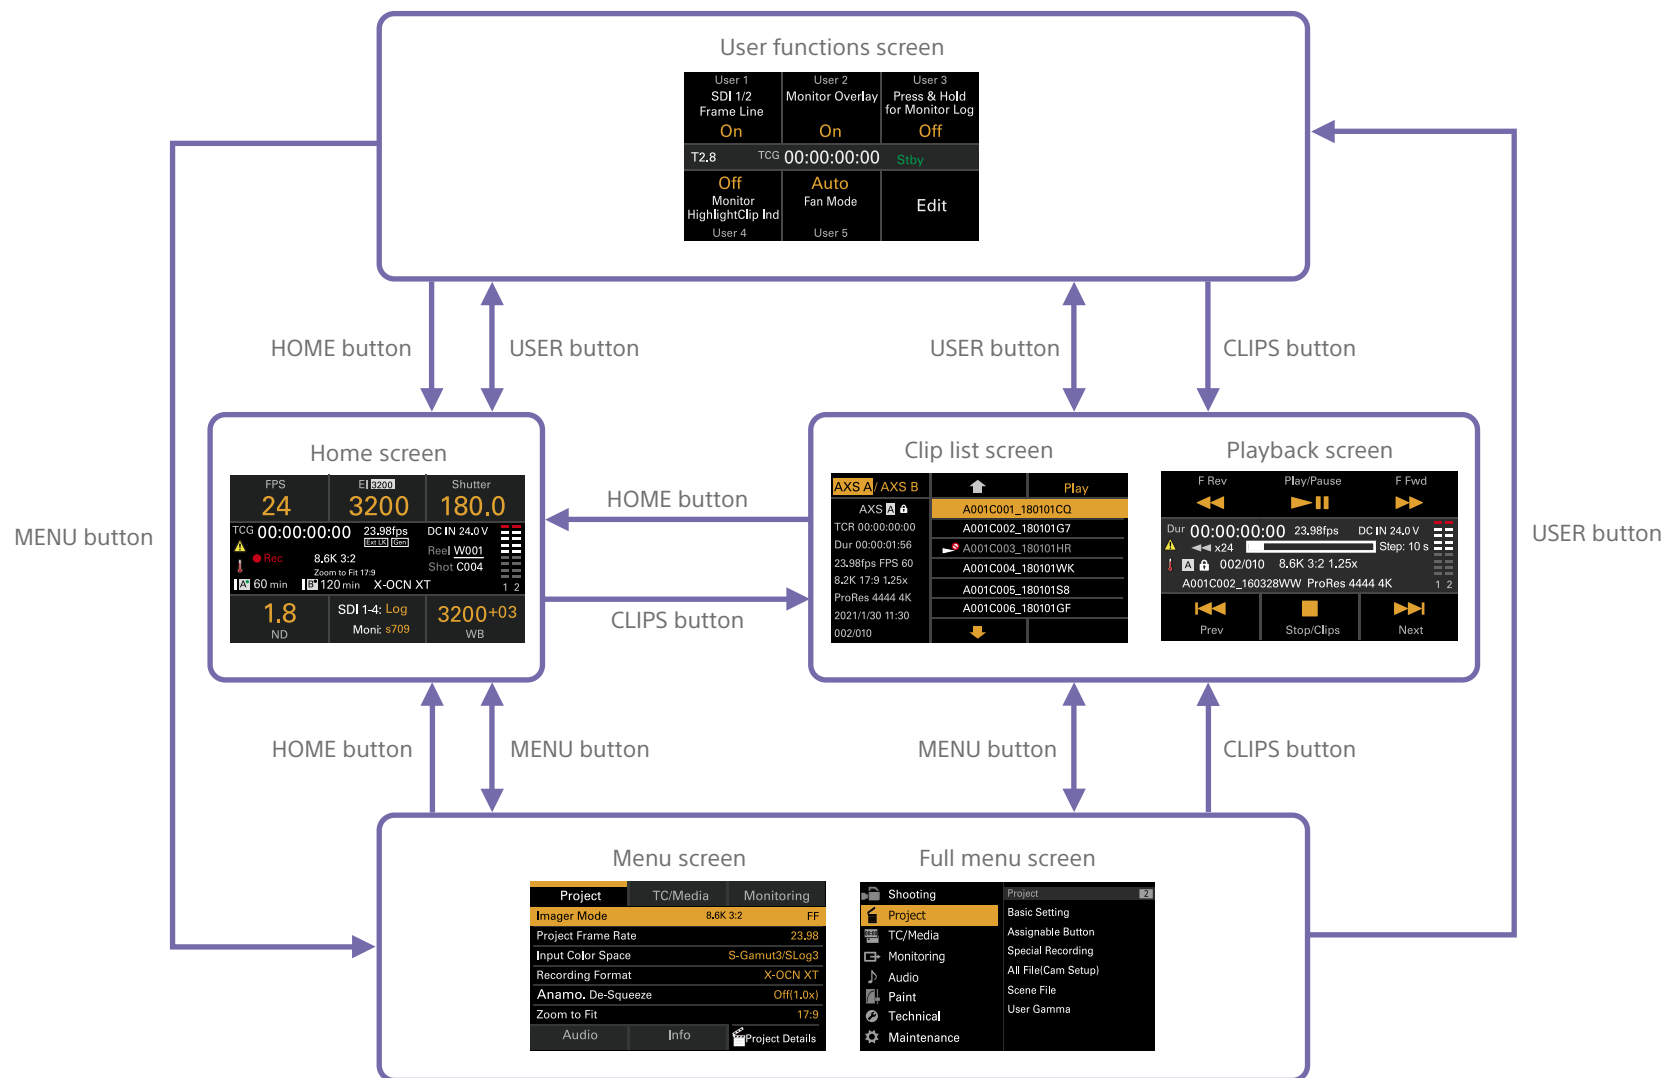 User functions screen
User 1 User 2 User 3
SDI 1/2 Monitor Overlay Press & Hold
Frame Line for Monitor Log
On On Off
T2.8 TCG 00:00:00:00 Stby
Off Auto
Monitor Fan Mode Edit
HighlightClip Ind
User 4 User 5
HOME button USER button USER button CLIPS button
Home screen
FPS EI 3200 Shutter
24 3200 180.0
TCG 00:00:00:00 23.98fps DC IN 24.0 V
Ext LK Gen
Rec 8.6K 3:2 Reel W001
Zoom to Fit 17:9 Shot C004
A 60 min B 120 min X-OCN XT 1 2
1.8 SDI 1-4: Log 3200+03
ND Moni: s709 WB
HOME button
CLIPS button
Clip list screen
AXS A / AXS B Play
AXS A A001C001_180101CQ
TCR 00:00:00:00 A001C002_180101G7
Dur 00:00:01:56 A001C003_180101HR
23.98fps FPS 60 A001C004_180101WK
8.2K 17:9 1.25x
ProRes 4444 4K A001C005_180101S8
2021/1/30 11:30 A001C006_180101GF
002/010
Playback screen
F Rev Play/Pause F Fwd
Dur 00:00:00:00 23.98fps DC IN 24.0 V
x24 Step: 10 s
A 002/010 8.6K 3:2 1.25x
A001C002_160328WW ProRes 4444 4K 1 2
Prev Stop/Clips Next
MENU button
USER button
HOME button MENU button MENU button CLIPS button
Menu screen
Project TC/Media Monitoring
Imager Mode 8.6K 3:2 FF
Project Frame Rate 23.98
Input Color Space S-Gamut3/SLog3
Recording Format X-OCN XT
Anamo. De-Squeeze Off(1.0x)
Zoom to Fit 17:9
Audio Info Project Details
Full menu screen
Shooting Project 2
Project Basic Setting
TC/Media Assignable Button
Monitoring Special Recording
Audio All File(Cam Setup)
Paint Scene File
Technical User Gamma
Maintenance